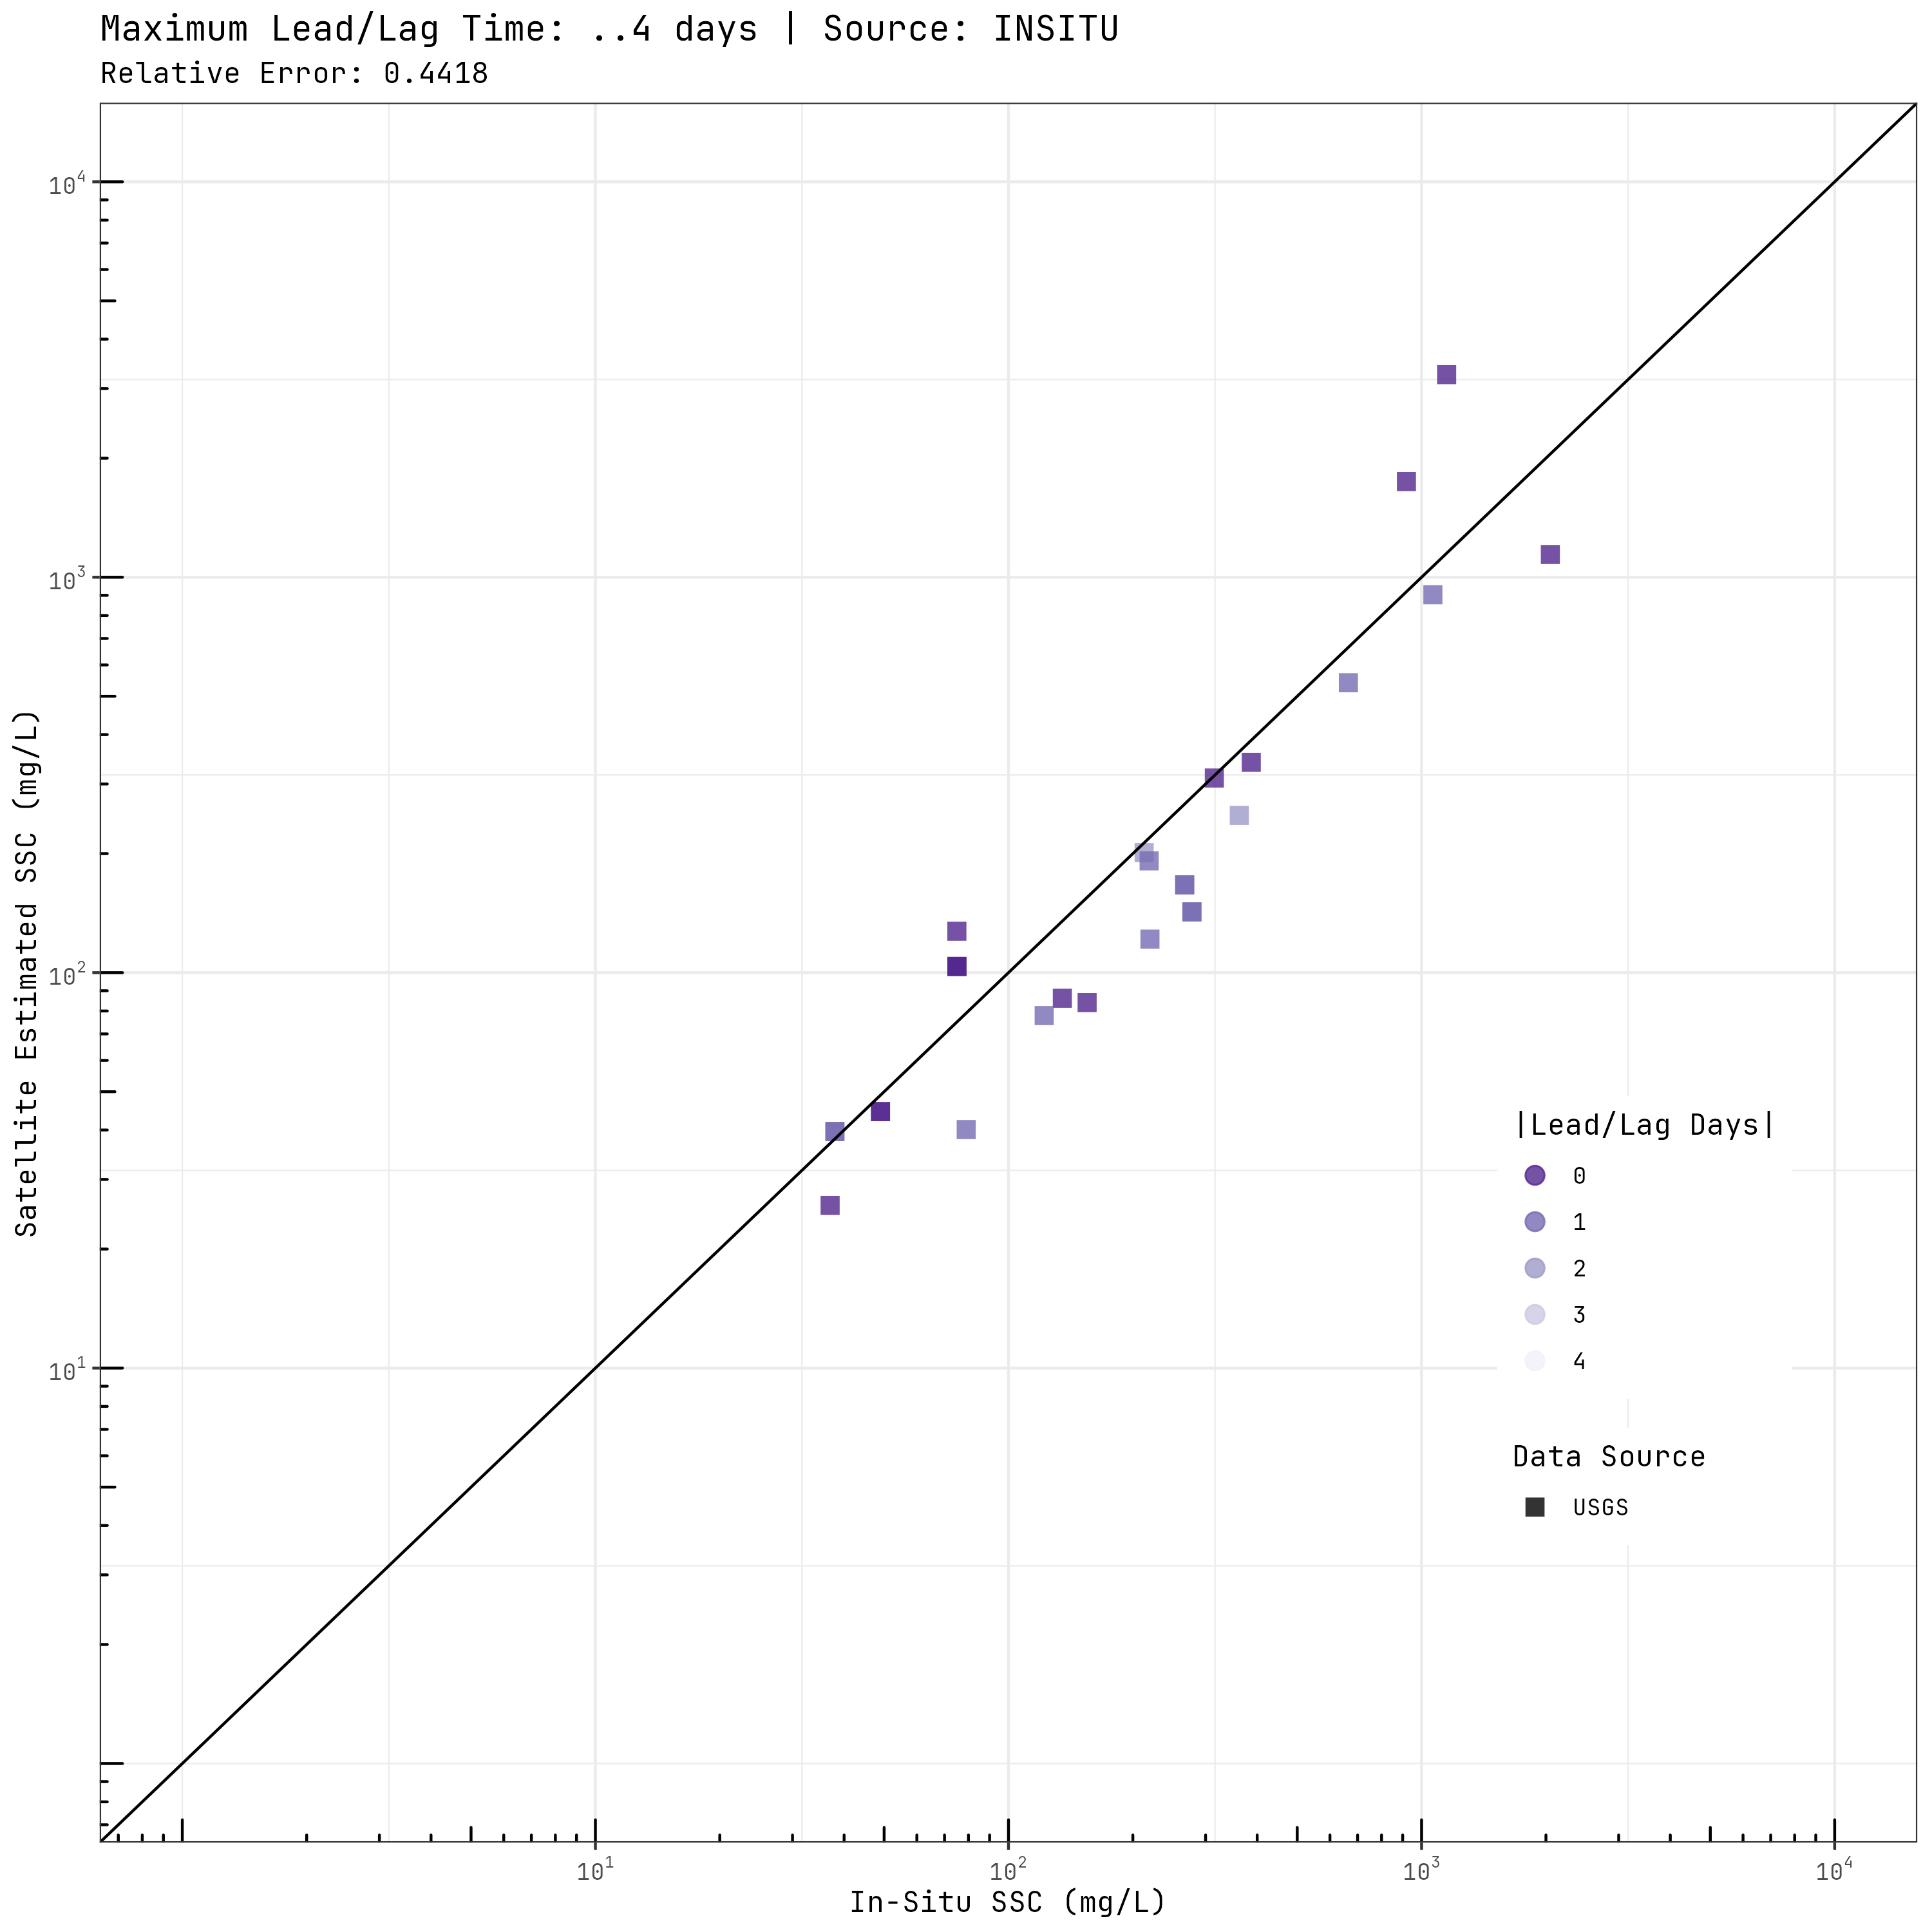 Maximum Lead/Lag Time: ..4 days | Source: INSITU
Relative Error: 0.4418
Satellite Estimated SSC (mg/L)
10⁴
10³
10²
10¹
|Lead/Lag Days|
0
1
2
3
4
Data Source
USGS
10¹
10²
10³
10⁴
In-Situ SSC (mg/L)